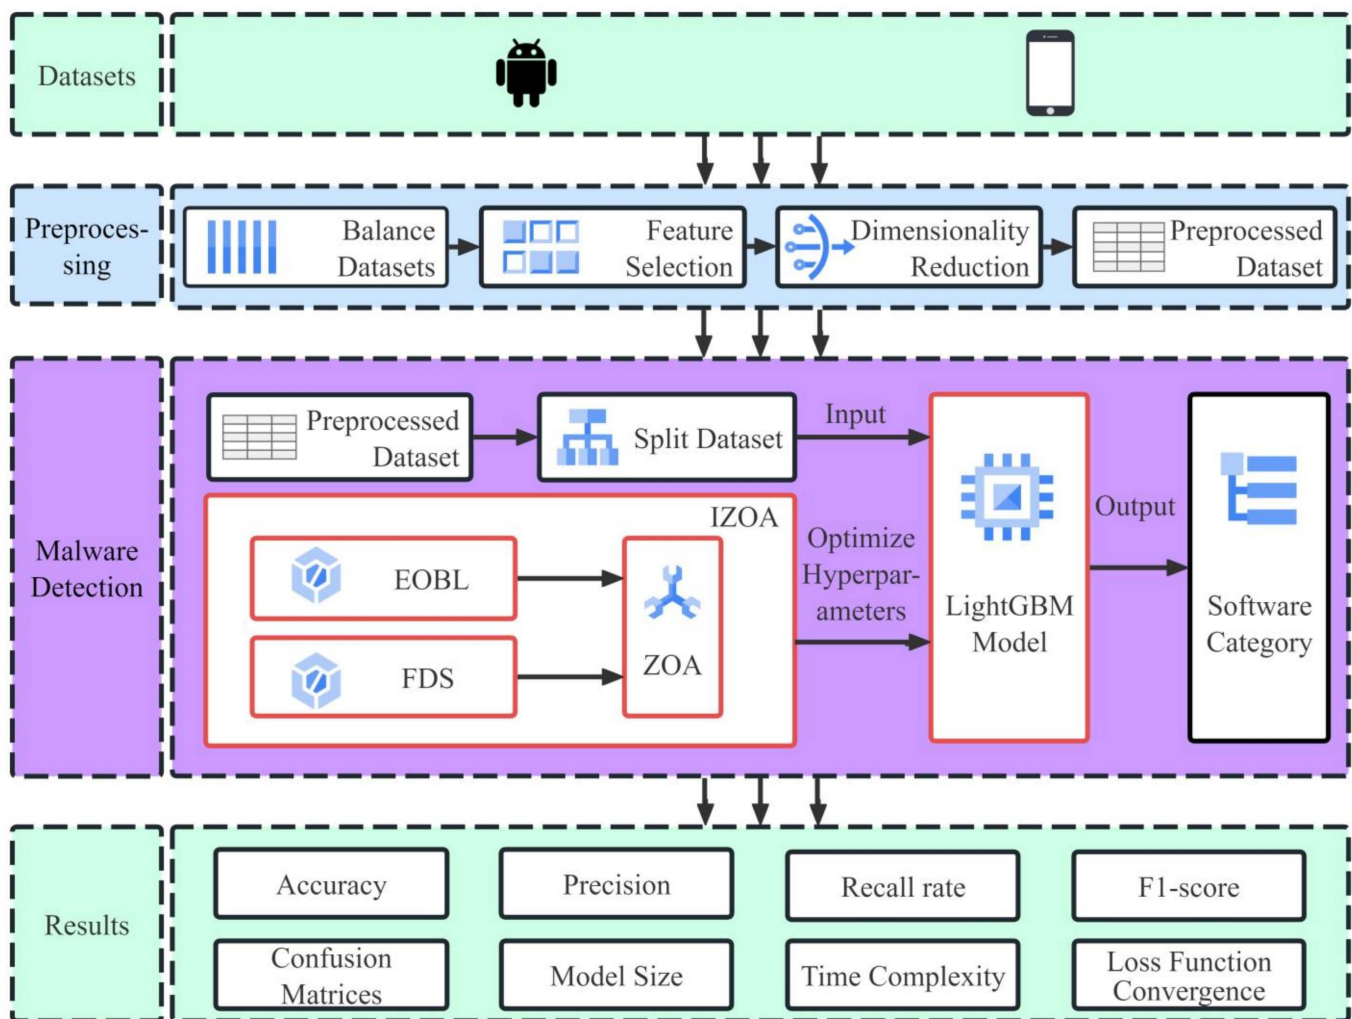 Datasets
Preproces-
sing
Balance
Datasets
Feature
Selection
Dimensionality
Reduction
Preprocessed
Dataset
Malware
Detection
Preprocessed
Dataset
Split Dataset
Input
IZOA
EOBL
FDS
ZOA
Optimize
Hyperpar-
ameters
LightGBM
Model
Output
Software
Category
Results
Accuracy
Precision
Recall rate
F1-score
Confusion
Matrices
Model Size
Time Complexity
Loss Function
Convergence